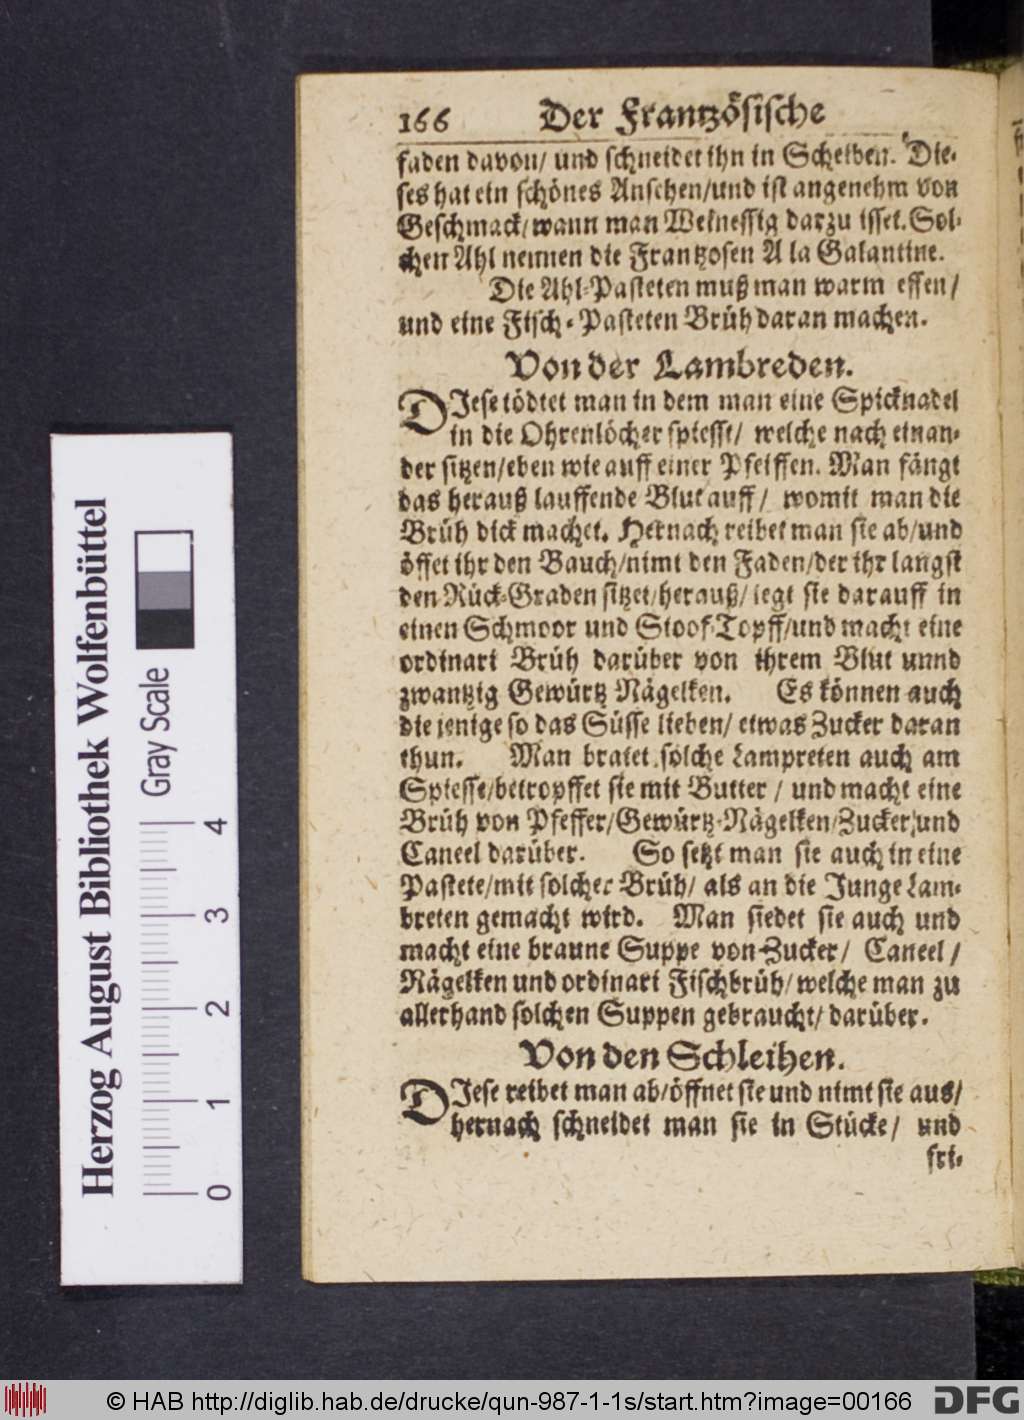 166 Der Frantzösische
faden davon/ und schneidet ihn in Scheiben. Die-
ses hat ein schönes Ansehen/und ist angenehm von
Geschmack/wann man Weinessig darzu isset. Sol-
chen Ahl nennen die Frantzosen A la Galantine.
Die Ahl-Pasteten muß man warm essen/
und eine Fisch-Pasteten Brüh daran machen.
Von der Lambreden.
DIese tödtet man in dem man eine Spicknadel
in die Ohrenlöcher spiesst/ welche nach einan-
der sitzen/eben wie auff einer Pfeiffen. Man fängt
das herauß lauffende Blut auff/ womit man die
Brüh dick machet. Hernach reibet man sie ab/und
öffet ihr den Bauch/nimt den Faden/der ihr langst
den Rück-Graden sitzet/herauß/legt sie darauff in
einen Schmoor und Stoof-Topff/und macht eine
ordinari Brüh darüber von ihrem Blut unnd
zwantzig Gewürtz Nägelken. Es können auch
die jenige so das Süsse lieben/ etwas Zucker daran
thun. Man bratet solche Lampreten auch am
Spiesse/betropffet sie mit Butter / und macht eine
Brüh von Pfeffer/Gewürtz-Nägelken/Zucker/und
Caneel darüber. So setzt man sie auch in eine
Pastete/mit solcher Brüh/ als an die Junge Lam-
breten gemacht wird. Man siedet sie auch und
macht eine braune Suppe von Zucker/ Caneel/
Nägelken und ordinari Fischbrüh/welche man zu
allerhand solchen Suppen gebraucht/ darüber.
Von den Schleihen.
DIese reibet man ab/öffnet sie und nimt sie aus/
hernach schneidet man sie in Stücke/ und
fri-
Herzog August Bibliothek Wolfenbüttel
Gray Scale
0 1 2 3 4
© HAB http://diglib.hab.de/drucke/qun-987-1-1s/start.htm?image=00166 DFG